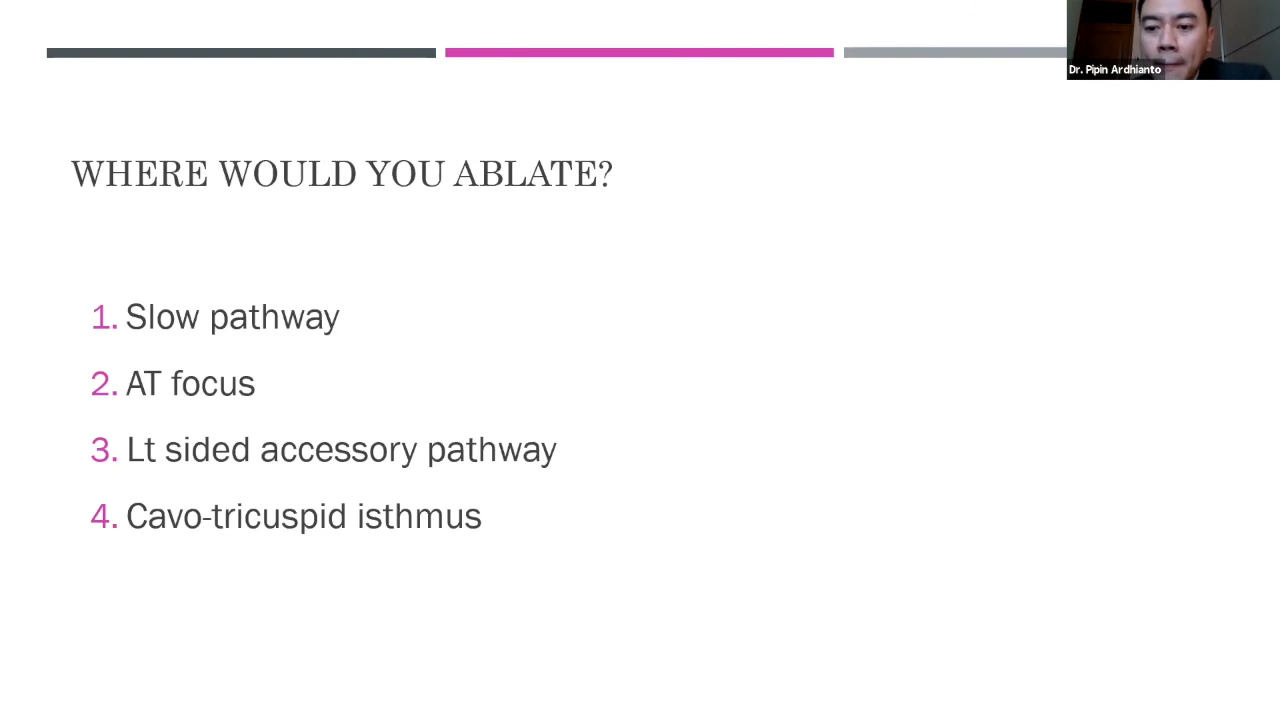 Dr. Pipin Ardhianto
WHERE WOULD YOU ABLATE?
1. Slow pathway
2. AT focus
3. Lt sided accessory pathway
4. Cavo-tricuspid isthmus